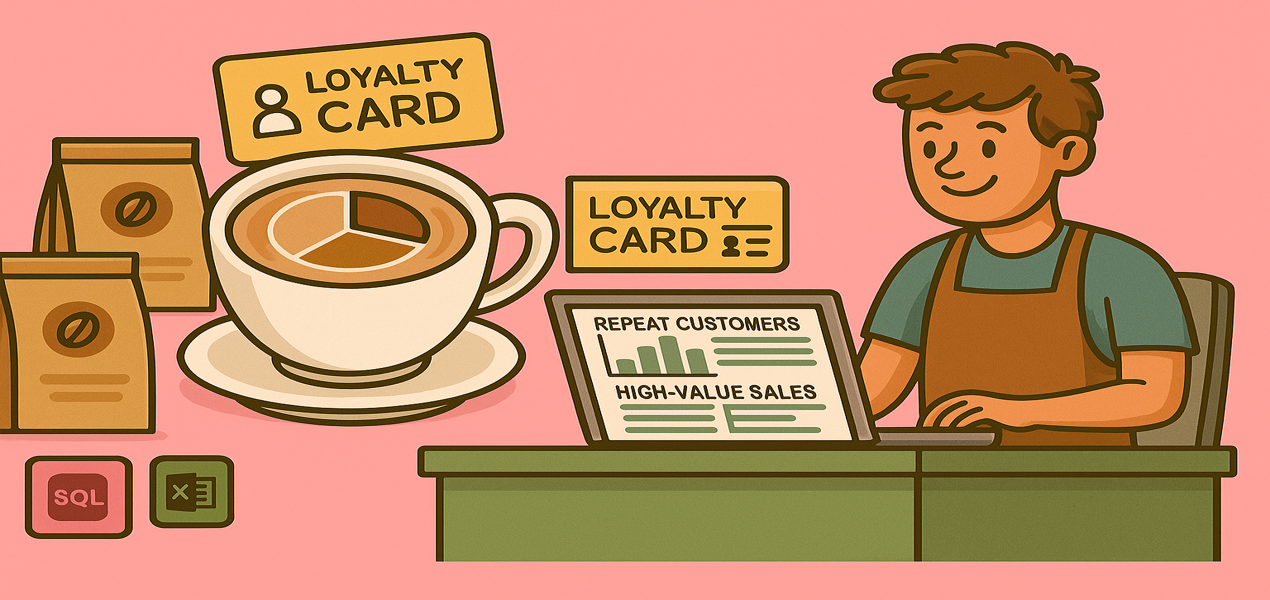 LOYALTY
CARD
LOYALTY
CARD
REPEAT CUSTOMERS
HIGH-VALUE SALES
SQL
X